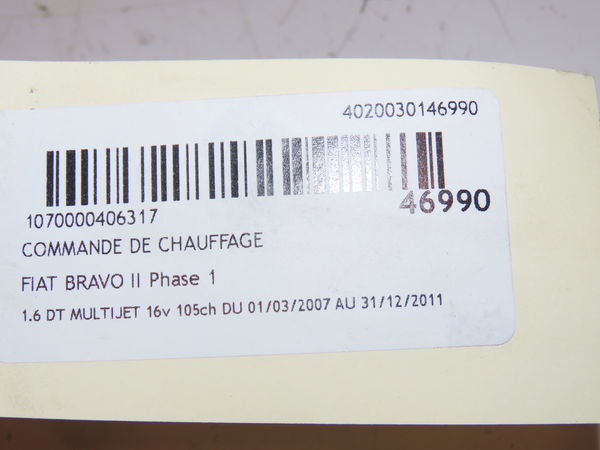 4020030146990
1070000406317
46990
COMMANDE DE CHAUFFAGE
FIAT BRAVO II Phase 1
1.6 DT MULTIJET 16v 105ch DU 01/03/2007 AU 31/12/2011